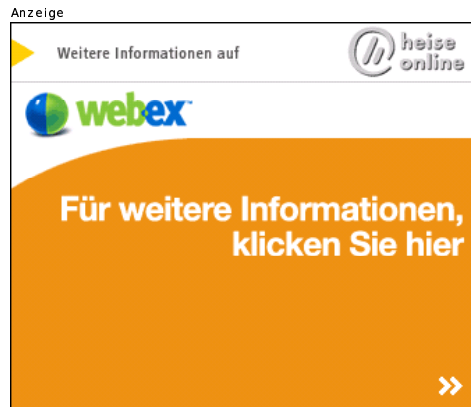 Anzeige
Weitere Informationen auf
heise
online
webex
Für weitere Informationen,
klicken Sie hier